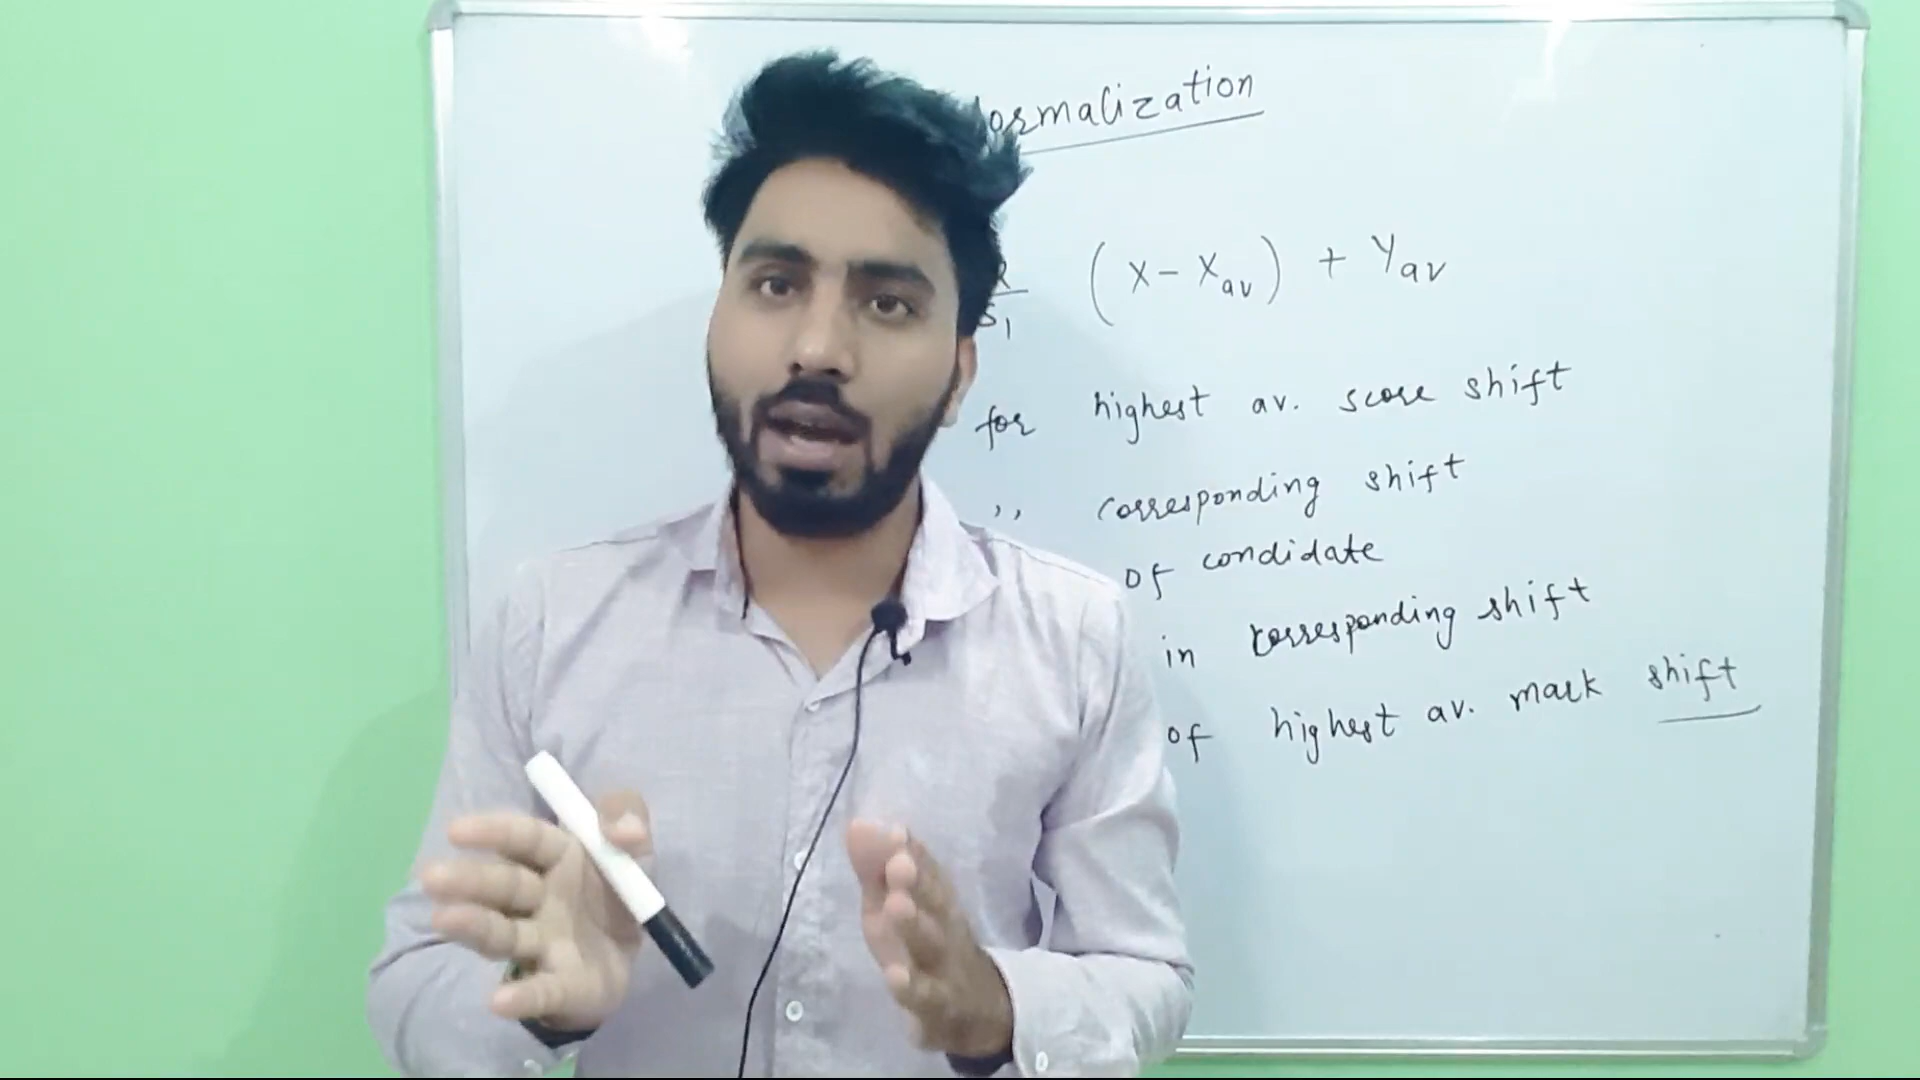 ormalization
S1 (X - Xav) + Yav
for highest av. score shift
,, corresponding shift
of condidate
in corresponding shift
of highest av. mark shift